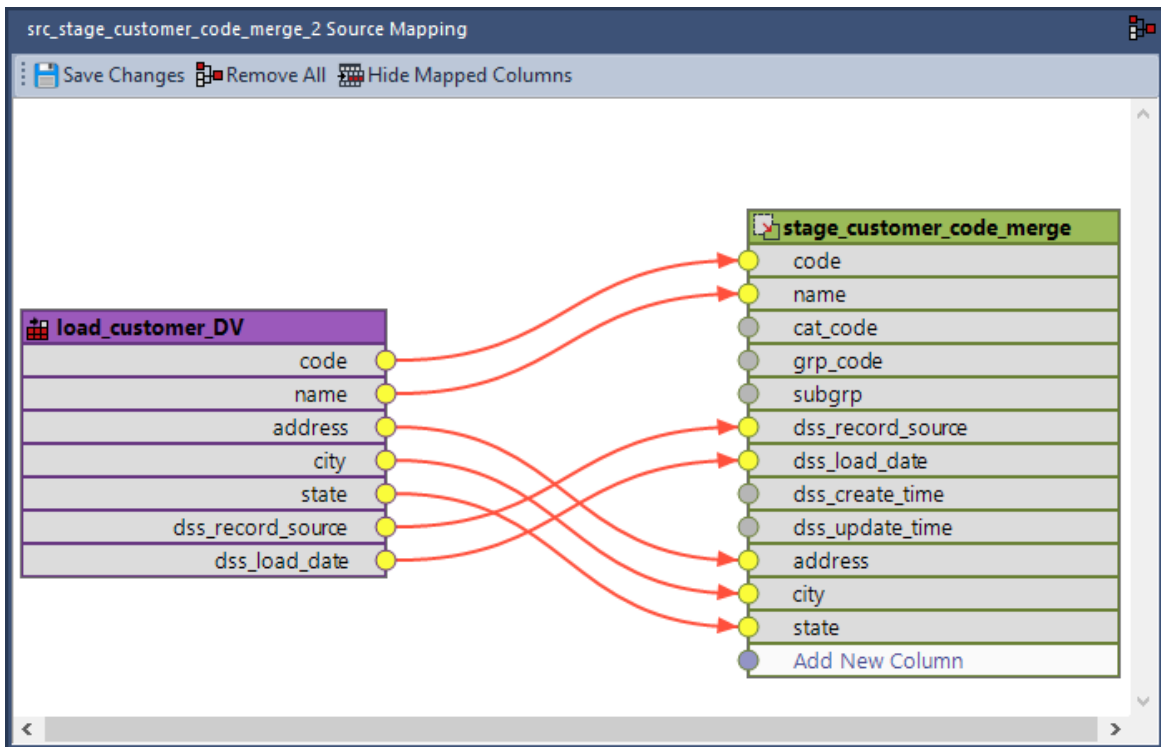 src_stage_customer_code_merge_2 Source Mapping
Save Changes Remove All Hide Mapped Columns
load_customer_DV
code
name
address
city
state
dss_record_source
dss_load_date
stage_customer_code_merge
code
name
cat_code
grp_code
subgrp
dss_record_source
dss_load_date
dss_create_time
dss_update_time
address
city
state
Add New Column